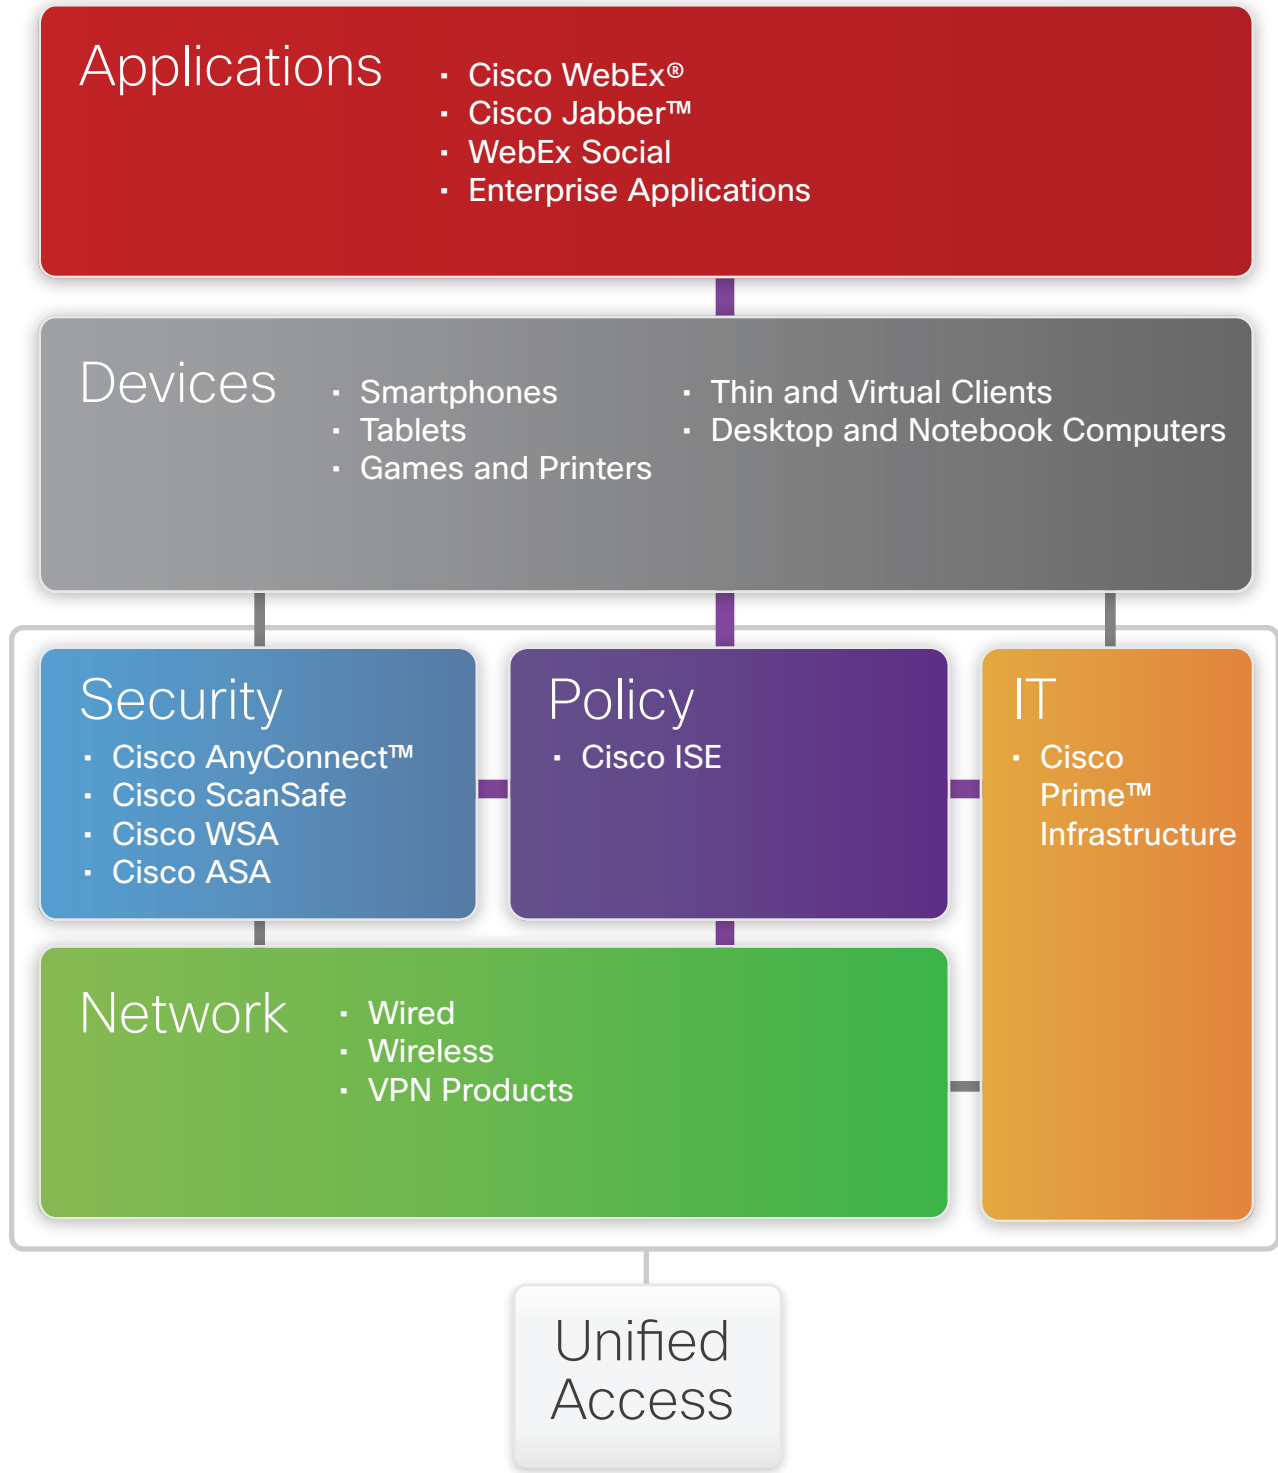 Applications
▪ Cisco WebEx®
▪ Cisco Jabber™
▪ WebEx Social
▪ Enterprise Applications
Devices
▪ Smartphones
▪ Tablets
▪ Games and Printers
▪ Thin and Virtual Clients
▪ Desktop and Notebook Computers
Security
▪ Cisco AnyConnect™
▪ Cisco ScanSafe
▪ Cisco WSA
▪ Cisco ASA
Policy
▪ Cisco ISE
IT
▪ Cisco
Prime™
Infrastructure
Network
▪ Wired
▪ Wireless
▪ VPN Products
Unified
Access